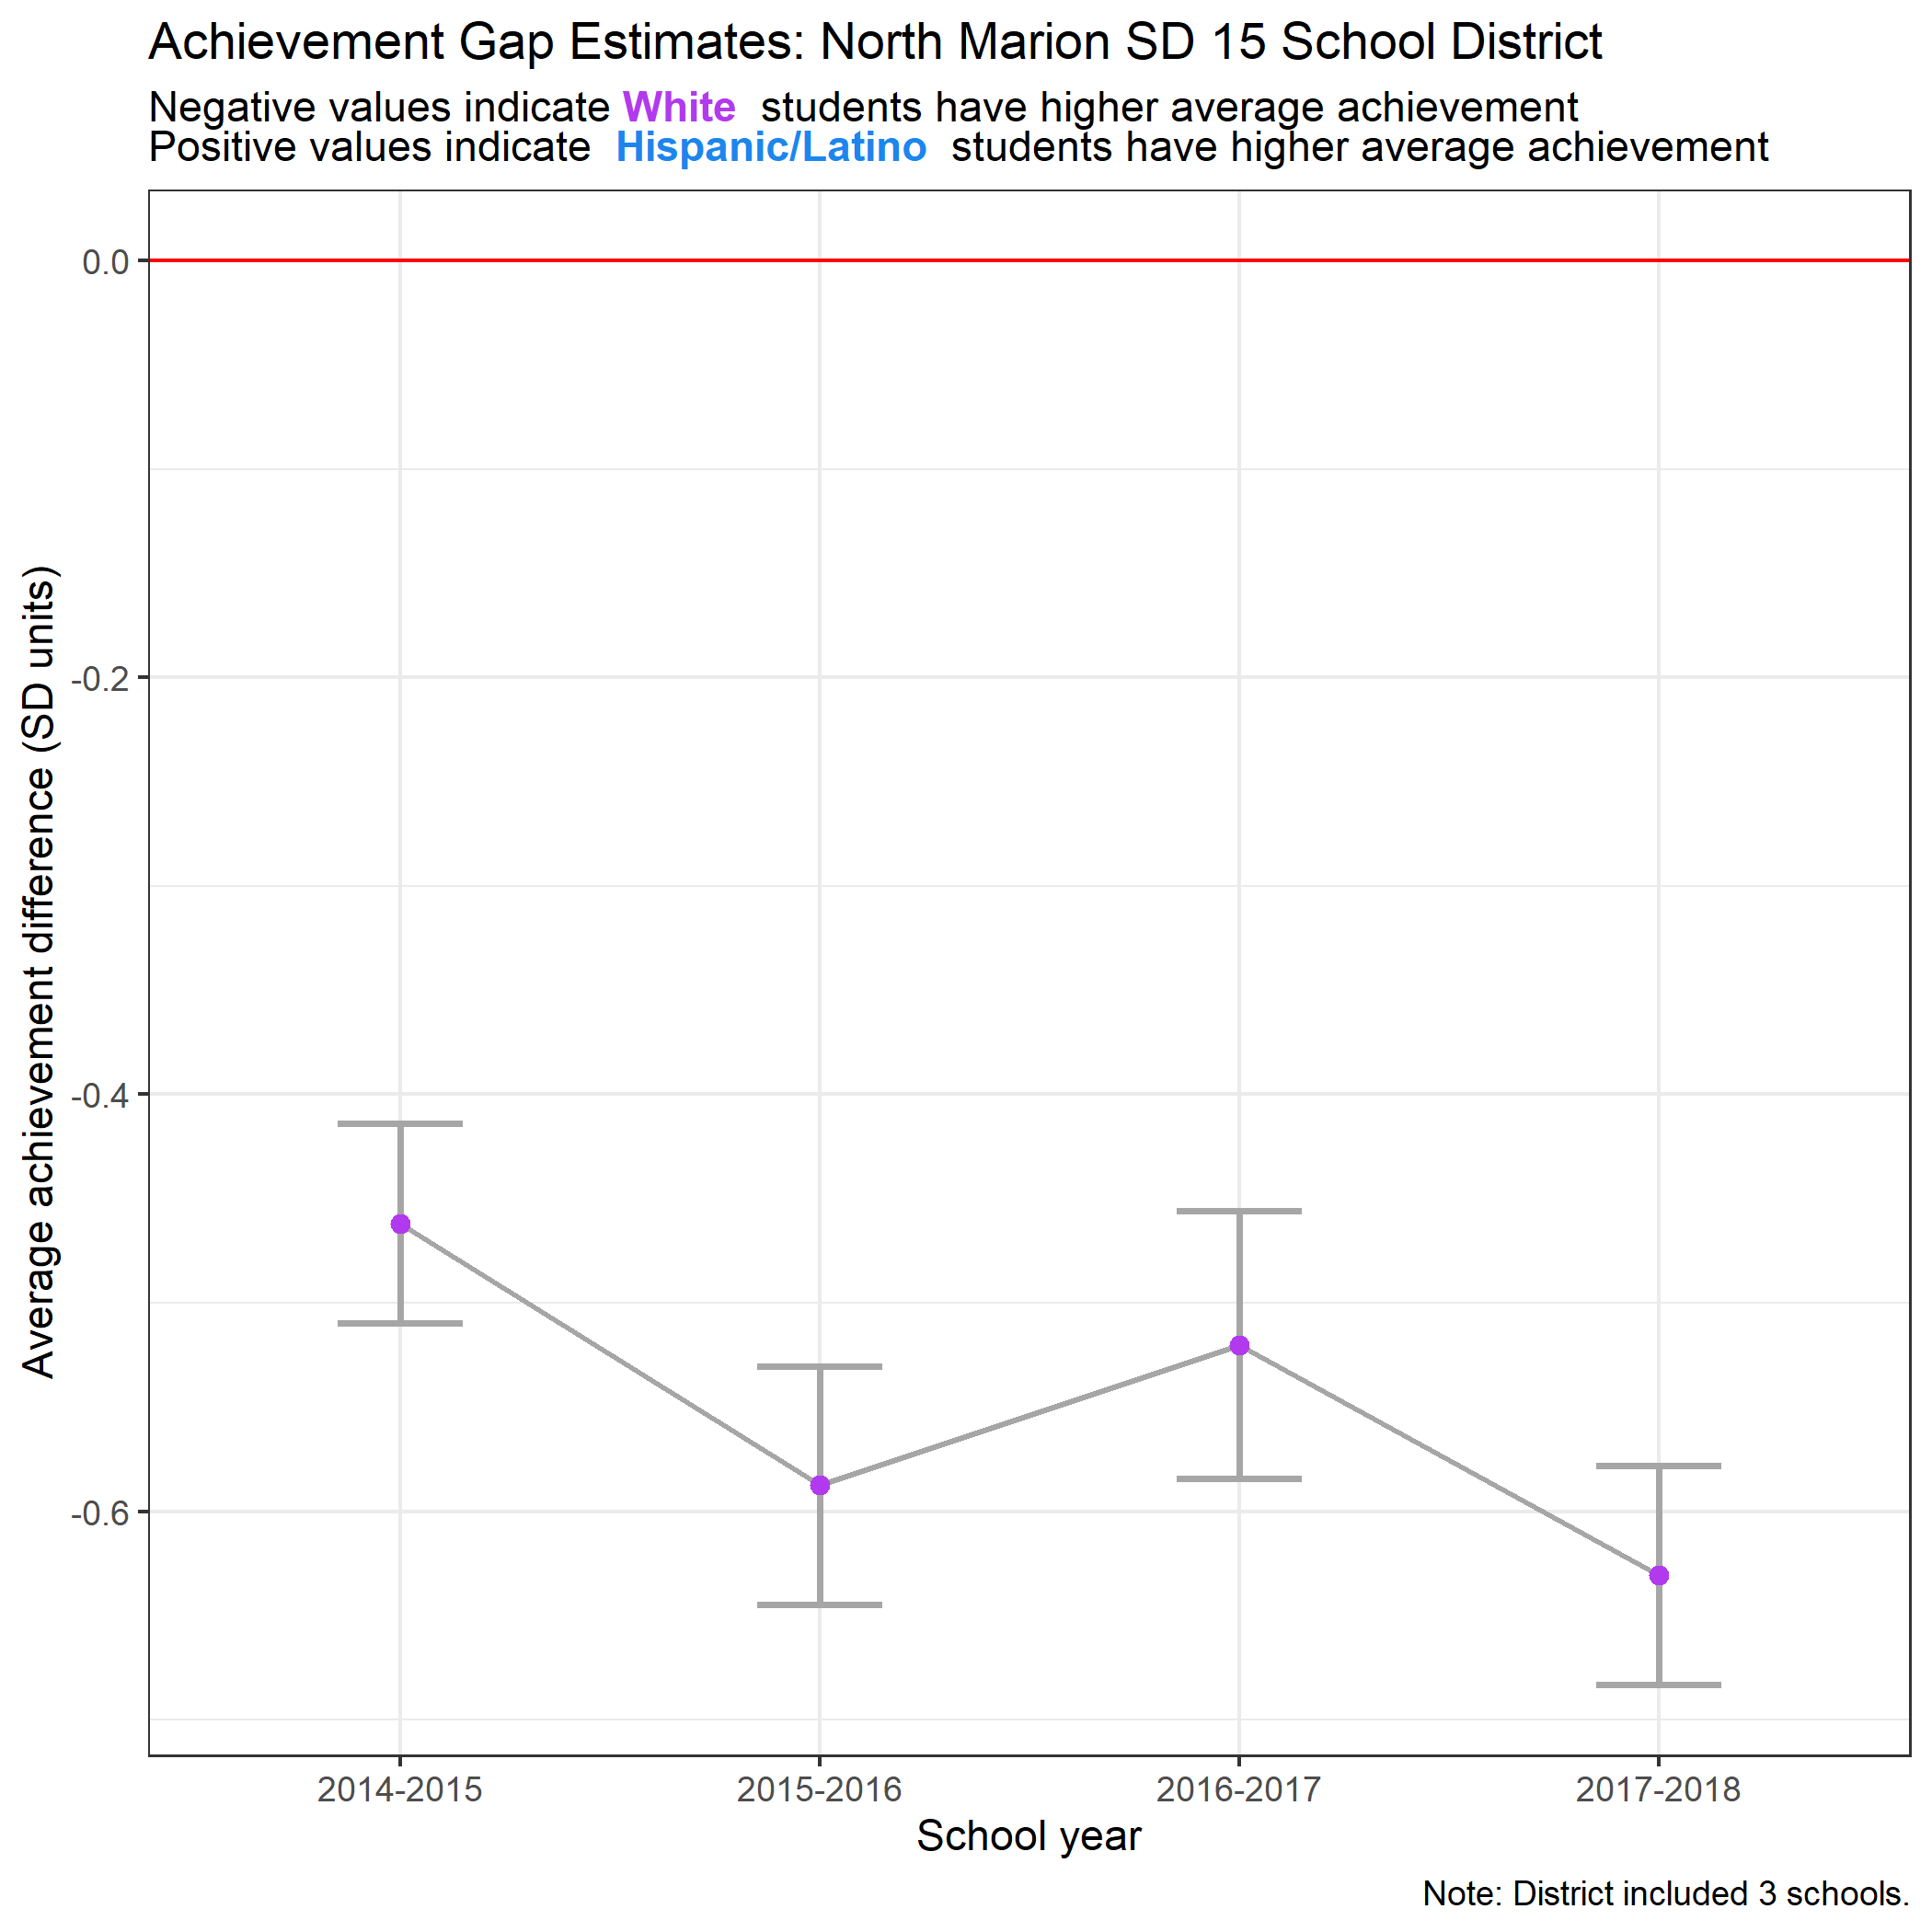 Achievement Gap Estimates: North Marion SD 15 School District
Negative values indicate White students have higher average achievement
Positive values indicate Hispanic/Latino students have higher average achievement
Average achievement difference (SD units)
0.0
-0.2
-0.4
-0.6
2014-2015 2015-2016 2016-2017 2017-2018
School year
Note: District included 3 schools.